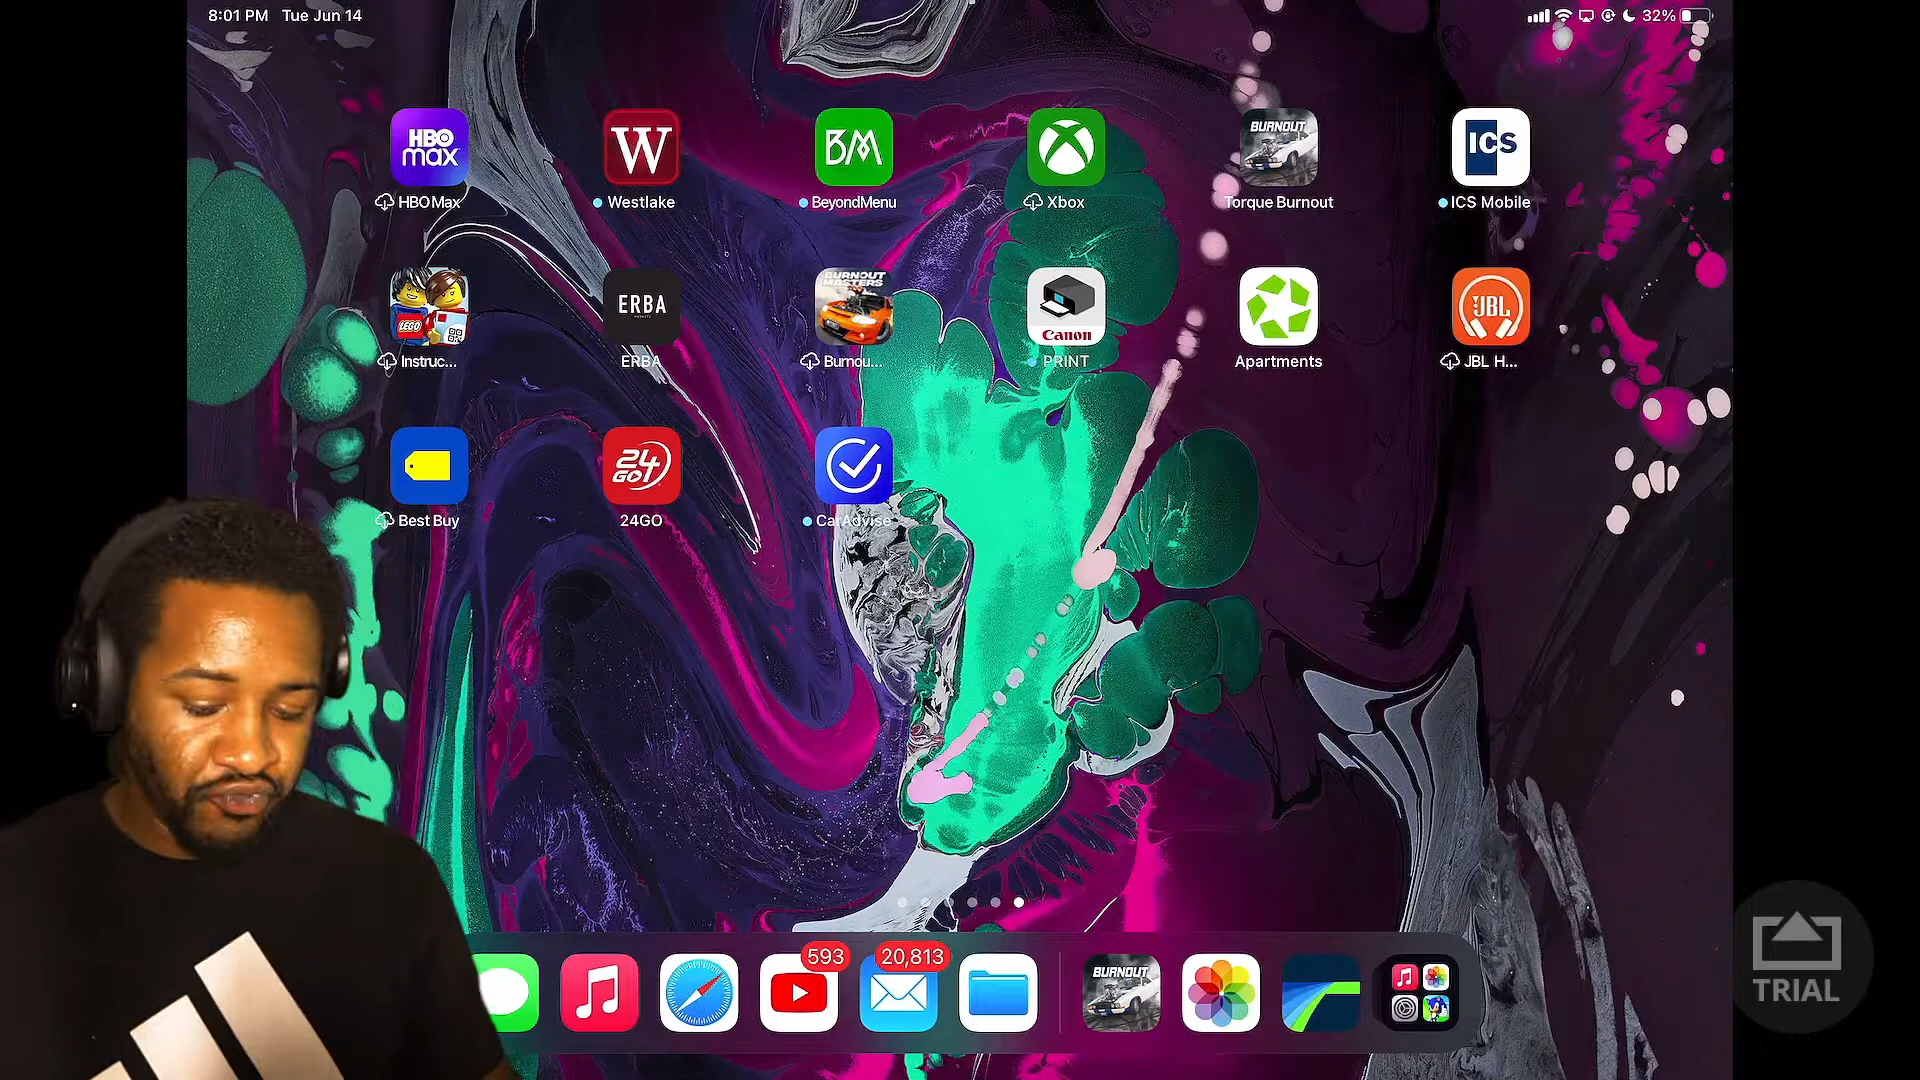 8:01 PM Tue Jun 14
32%
HBO
max
W
BM
BURNOUT
ICS
HBO Max
Westlake
BeyondMenu
Xbox
Torque Burnout
ICS Mobile
LEGO
ERBA
MARKETS
BURNOUT
MASTERS
Canon
JBL
Instruc...
ERBA
Burnou...
PRINT
Apartments
JBL H...
24
GO
Best Buy
24GO
CarAdvise
593
20,813
BURNOUT
TRIAL